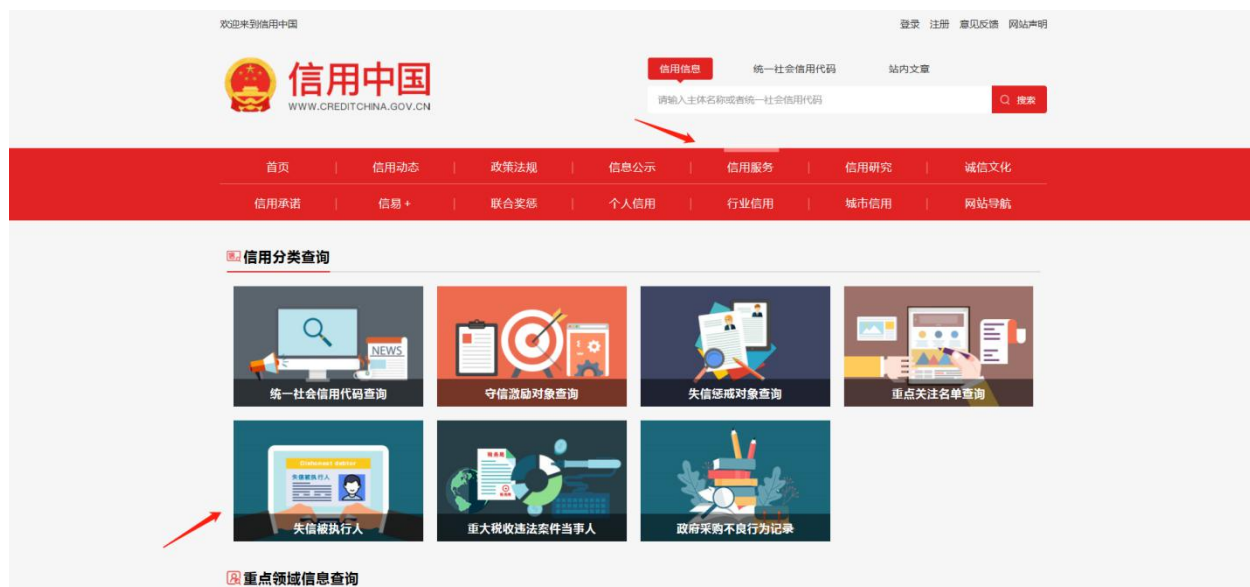 欢迎来到信用中国
登录 注册 意见反馈 网站声明
信用中国
WWW.CREDITCHINA.GOV.CN
信用信息 统一社会信用代码 站内文章
请输入主体名称或者统一社会信用代码 搜索
首页 | 信用动态 | 政策法规 | 信息公示 | 信用服务 | 信用研究 | 诚信文化
信用承诺 | 信易+ | 联合奖惩 | 个人信用 | 行业信用 | 城市信用 | 网站导航
信用分类查询
NEWS
统一社会信用代码查询
守信激励对象查询
失信惩戒对象查询
重点关注名单查询
失信被执行人
失信被执行人
重大税收违法案件当事人
政府采购不良行为记录
重点领域信息查询